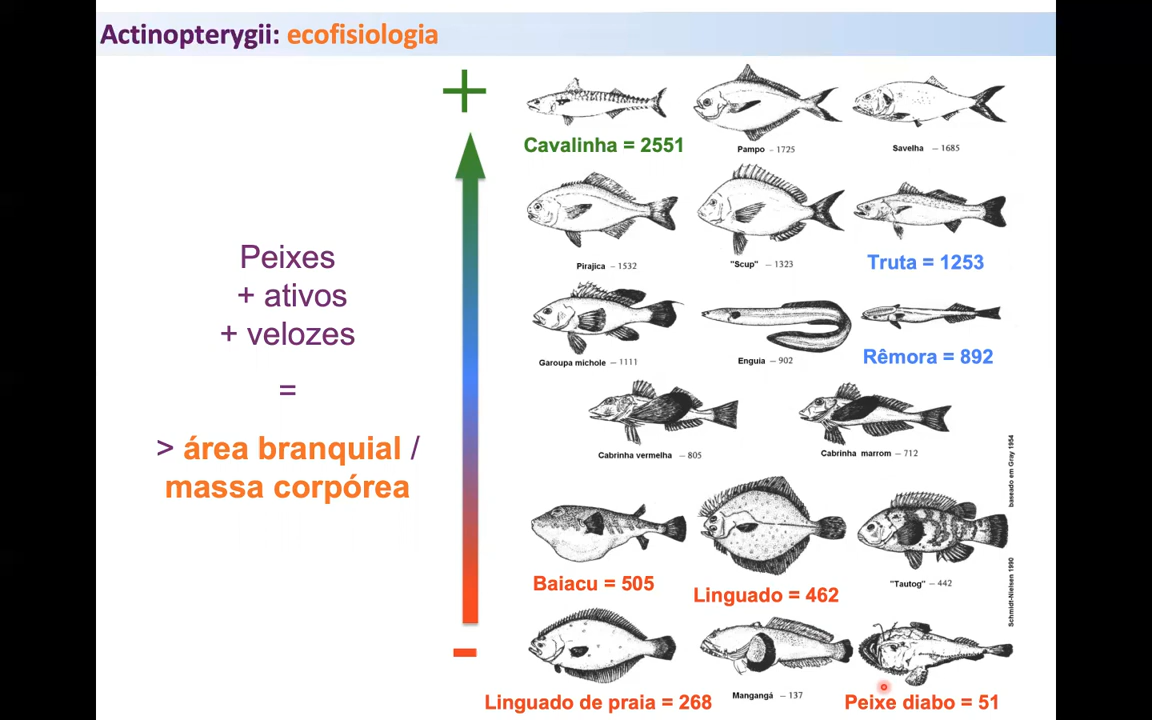 Actinopterygii: ecofisiologia
+
Cavalinha = 2551
Pampo – 1725
Savelha – 1685
Pirajica – 1532
"Scup" – 1323
Truta = 1253
Peixes
+ ativos
+ velozes
=
> área branquial /
massa corpórea
Garoupa michole – 1111
Enguia – 902
Rêmora = 892
Cabrinha vermelha – 805
Cabrinha marrom – 712
Baiacu = 505
Linguado = 462
"Tautog" – 442
-
Linguado de praia = 268
Mangangá – 137
Peixe diabo = 51
baseado em Gray 1954
Schmidt-Nielsen 1990